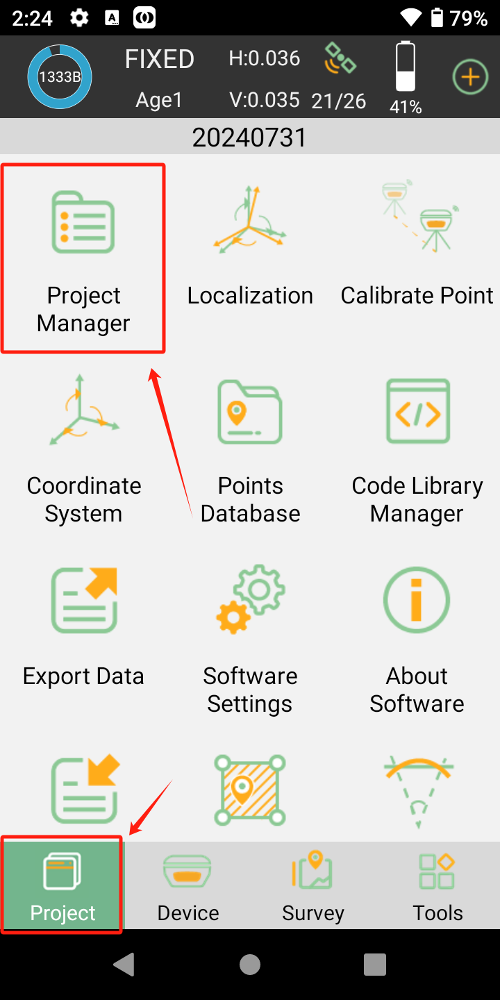 2:24 A 79%
1333B FIXED H:0.036
Age1 V:0.035 21/26 41%
20240731
Project
Manager
Localization
Calibrate Point
Coordinate
System
Points
Database
Code Library
Manager
Export Data
Software
Settings
About
Software
Project
Device
Survey
Tools